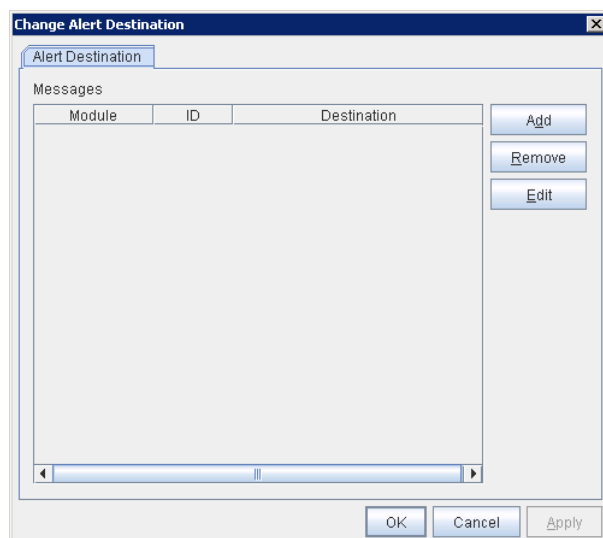 Change Alert Destination
Alert Destination
Messages
Module ID Destination
Add
Remove
Edit
OK Cancel Apply